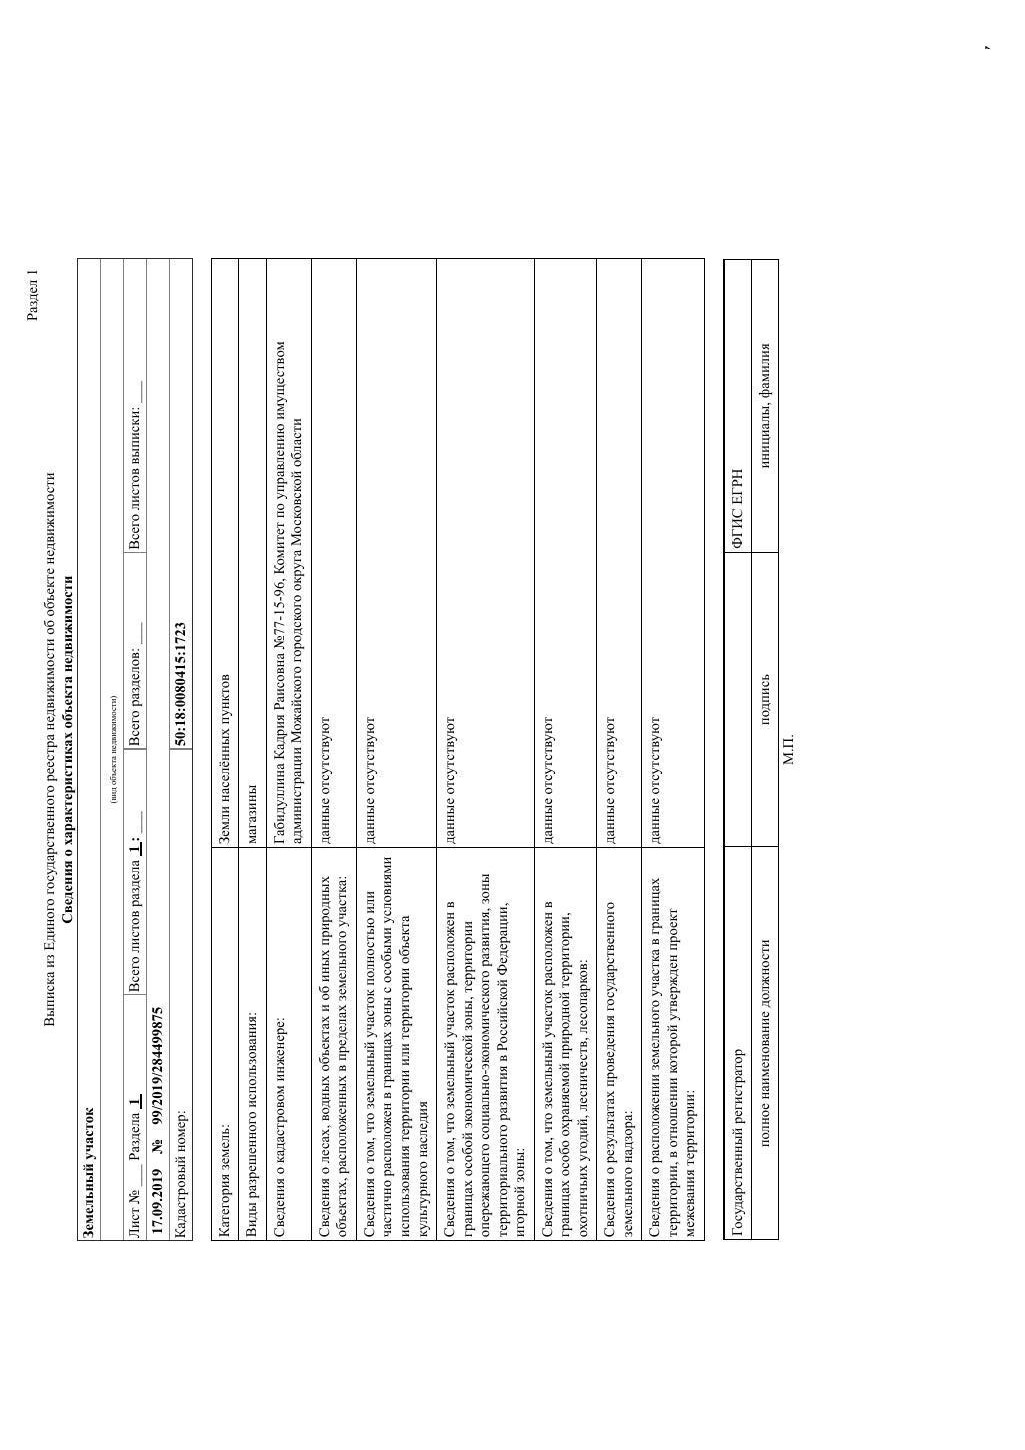 Раздел 1
Выписка из Единого государственного реестра недвижимости об объекте недвижимости
Сведения о характеристиках объекта недвижимости
Земельный участок
(вид объекта недвижимости)
Лист № ___ Раздела 1 Всего листов раздела 1 : ___ Всего разделов: ___ Всего листов выписки: ___
17.09.2019 № 99/2019/284499875
Кадастровый номер: 50:18:0080415:1723
Категория земель: Земли населённых пунктов
Виды разрешенного использования: магазины
Сведения о кадастровом инженере: Габидуллина Кадрия Раисовна №77-15-96, Комитет по управлению имуществом
администрации Можайского городского округа Московской области
Сведения о лесах, водных объектах и об иных природных
объектах, расположенных в пределах земельного участка: данные отсутствуют
Сведения о том, что земельный участок полностью или
частично расположен в границах зоны с особыми условиями
использования территории или территории объекта
культурного наследия
данные отсутствуют
Сведения о том, что земельный участок расположен в
границах особой экономической зоны, территории
опережающего социально-экономического развития, зоны
территориального развития в Российской Федерации,
игорной зоны:
данные отсутствуют
Сведения о том, что земельный участок расположен в
границах особо охраняемой природной территории,
охотничьих угодий, лесничеств, лесопарков:
данные отсутствуют
Сведения о результатах проведения государственного
земельного надзора:
данные отсутствуют
Сведения о расположении земельного участка в границах
территории, в отношении которой утвержден проект
межевания территории:
данные отсутствуют
Государственный регистратор ФГИС ЕГРН
полное наименование должности подпись инициалы, фамилия
М.П.